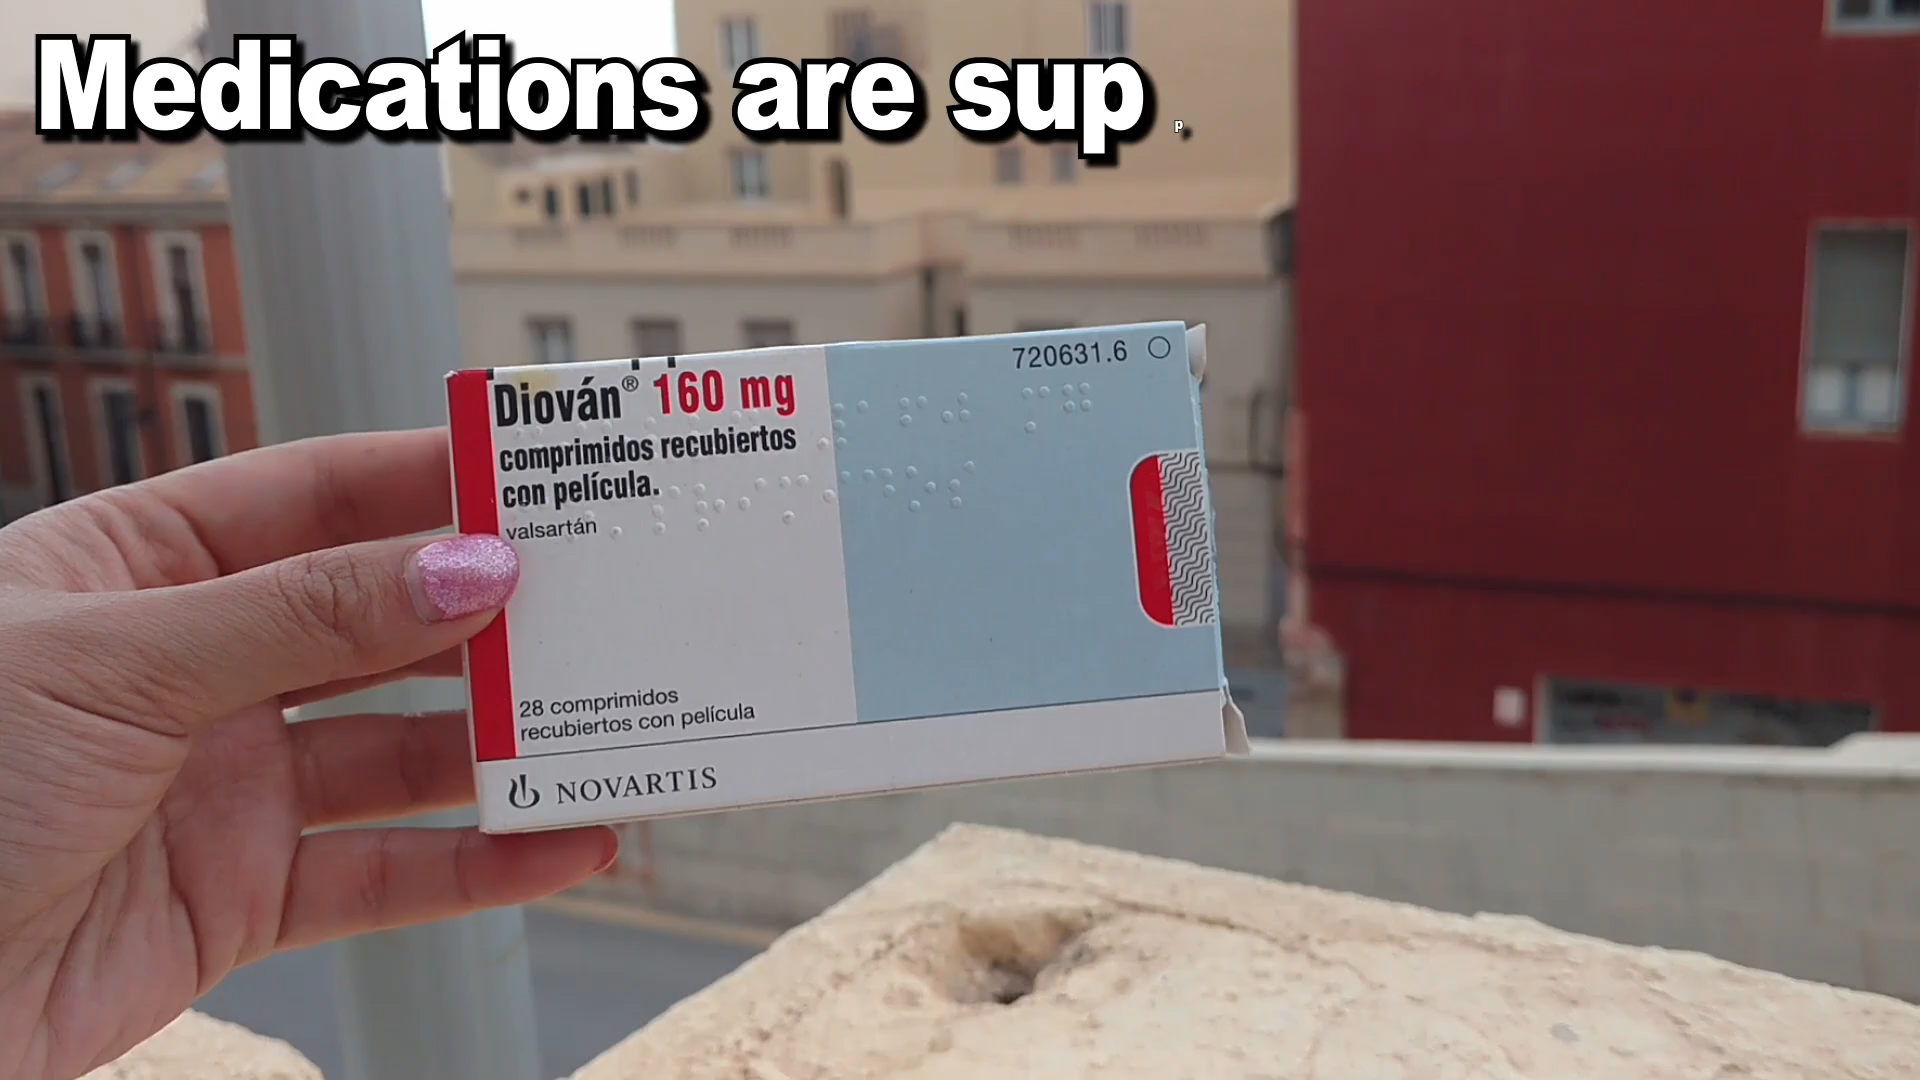 Medications are sup p
720631.6
Diován® 160 mg
comprimidos recubiertos
con película.
valsartán
28 comprimidos
recubiertos con película
NOVARTIS